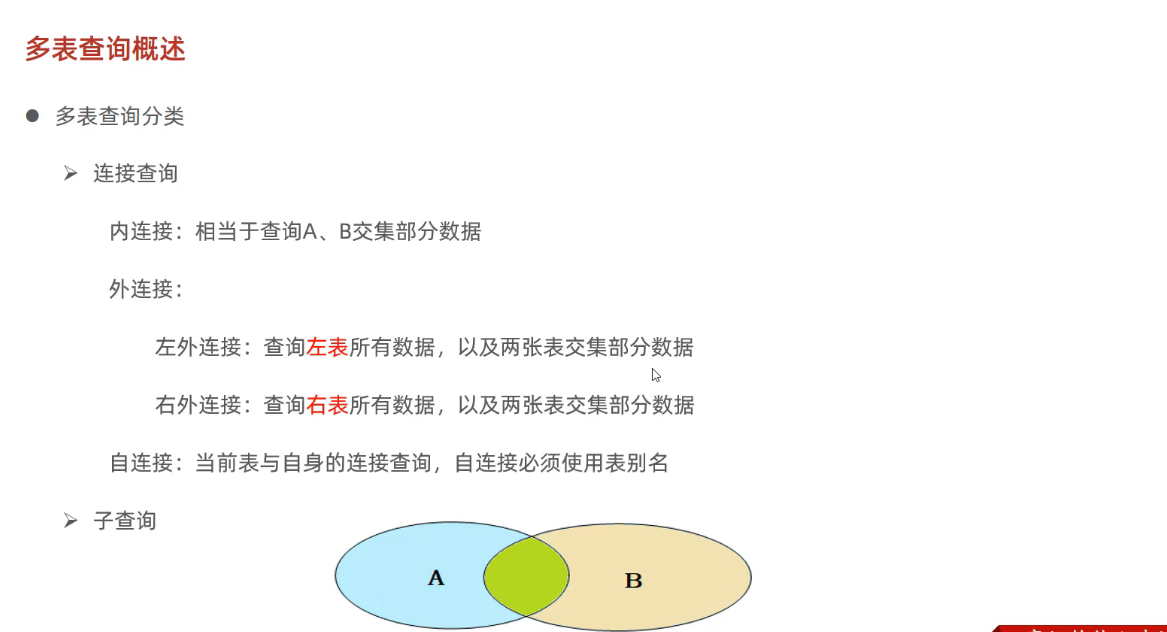 多表查询概述
多表查询分类
连接查询
内连接：相当于查询A、B交集部分数据
外连接：
左外连接：查询左表所有数据，以及两张表交集部分数据
右外连接：查询右表所有数据，以及两张表交集部分数据
自连接：当前表与自身的连接查询，自连接必须使用表别名
子查询
A
B